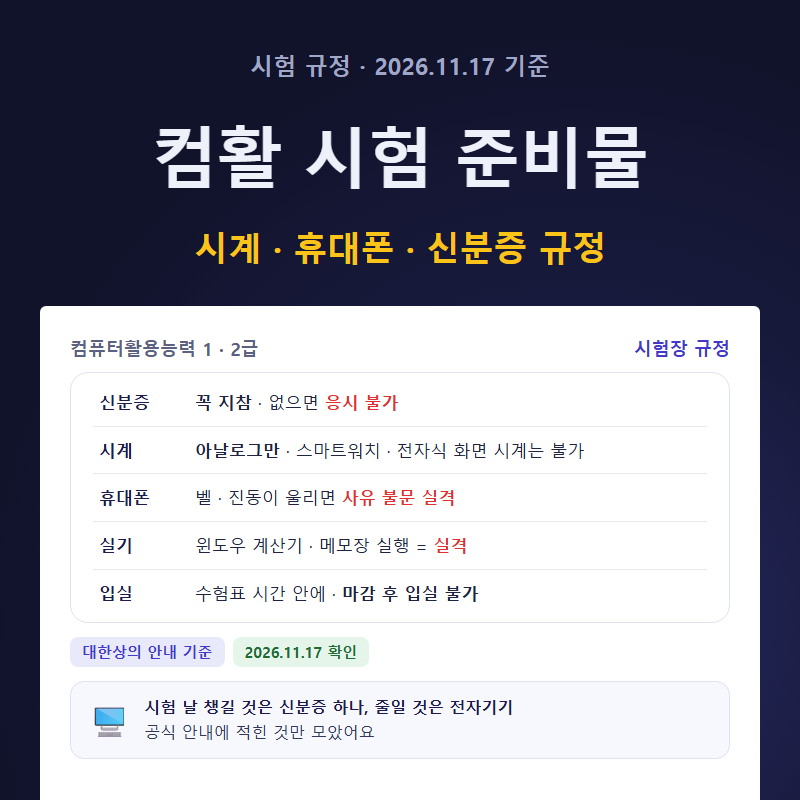 시험 규정 · 2026.11.17 기준
컴활 시험 준비물
시계 · 휴대폰 · 신분증 규정
컴퓨터활용능력 1 · 2급 시험장 규정
신분증 꼭 지참 · 없으면 응시 불가
시계 아날로그만 · 스마트워치 · 전자식 화면 시계는 불가
휴대폰 벨 · 진동이 울리면 사유 불문 실격
실기 윈도우 계산기 · 메모장 실행 = 실격
입실 수험표 시간 안에 · 마감 후 입실 불가
대한상의 안내 기준 2026.11.17 확인
시험 날 챙길 것은 신분증 하나, 줄일 것은 전자기기
공식 안내에 적힌 것만 모았어요